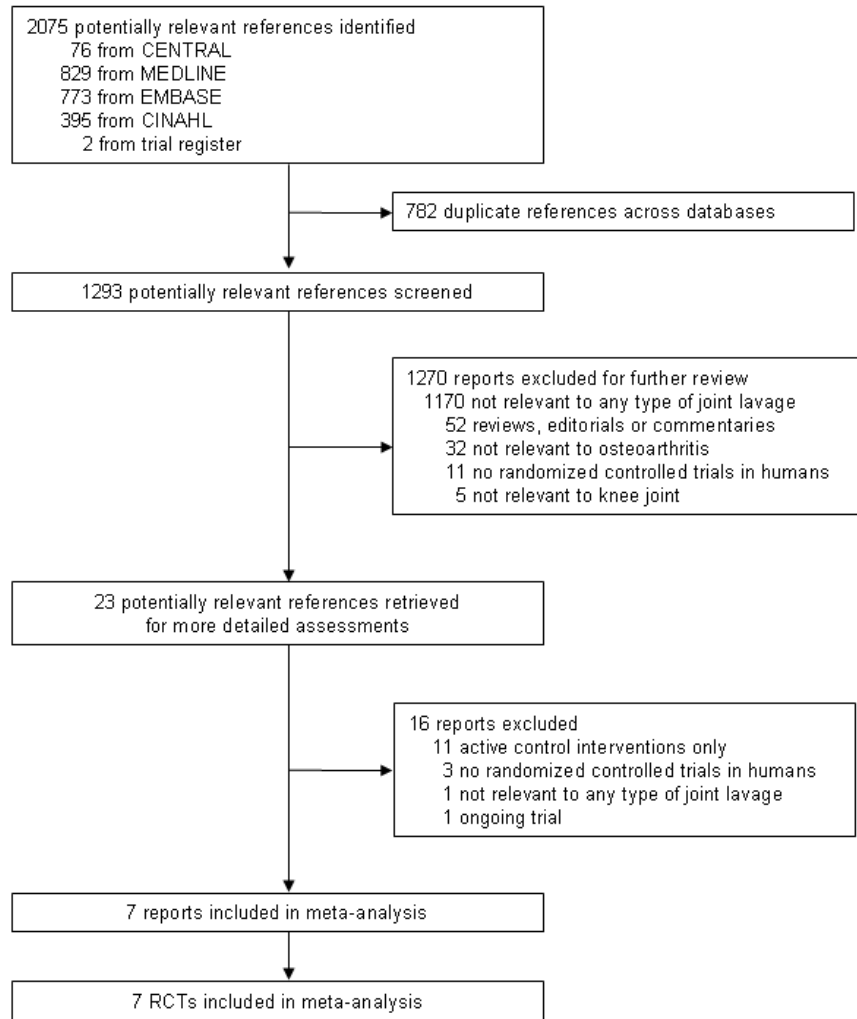 2075 potentially relevant references identified
76 from CENTRAL
829 from MEDLINE
773 from EMBASE
395 from CINAHL
2 from trial register
782 duplicate references across databases
1293 potentially relevant references screened
1270 reports excluded for further review
1170 not relevant to any type of joint lavage
52 reviews, editorials or commentaries
32 not relevant to osteoarthritis
11 no randomized controlled trials in humans
5 not relevant to knee joint
23 potentially relevant references retrieved
for more detailed assessments
16 reports excluded
11 active control interventions only
3 no randomized controlled trials in humans
1 not relevant to any type of joint lavage
1 ongoing trial
7 reports included in meta-analysis
7 RCTs included in meta-analysis